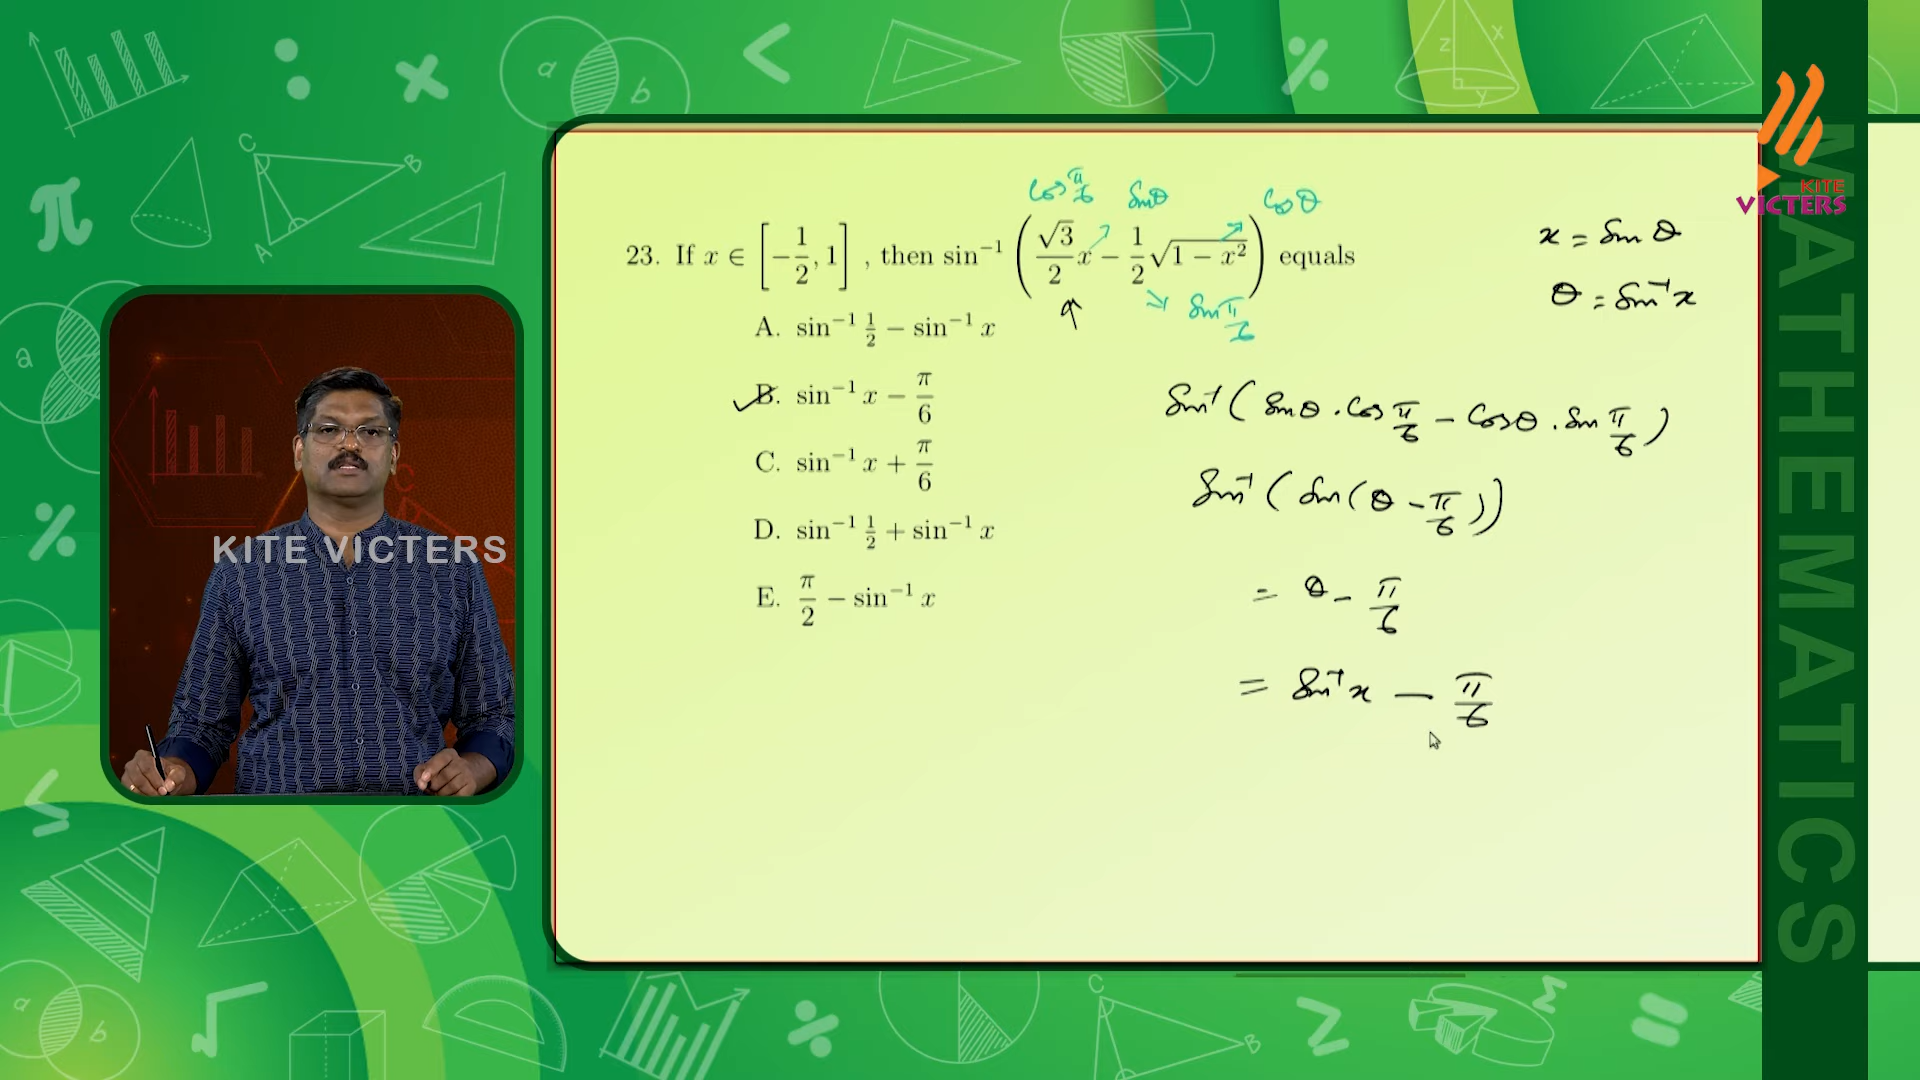 23. If x ∈ [−1/2, 1], then sin⁻¹(√3/2 x − 1/2 √(1 − x²)) equals
A. sin⁻¹ 1/2 − sin⁻¹ x
B. sin⁻¹ x − π/6
C. sin⁻¹ x + π/6
D. sin⁻¹ 1/2 + sin⁻¹ x
E. π/2 − sin⁻¹ x
Cos π/6
Sin θ
Cos θ
Sin π/6
x = Sin θ
θ = Sin⁻¹ x
Sin⁻¹ ( Sin θ . Cos π/6 − Cos θ . Sin π/6 )
Sin⁻¹ ( Sin ( θ − π/6 ))
= θ − π/6
= Sin⁻¹ x − π/6
KITE VICTERS
KITE
VICTERS
MATHEMATICS
a
b
C
B
A
a
b
Z
X
Y
a
C
a
b
C
B